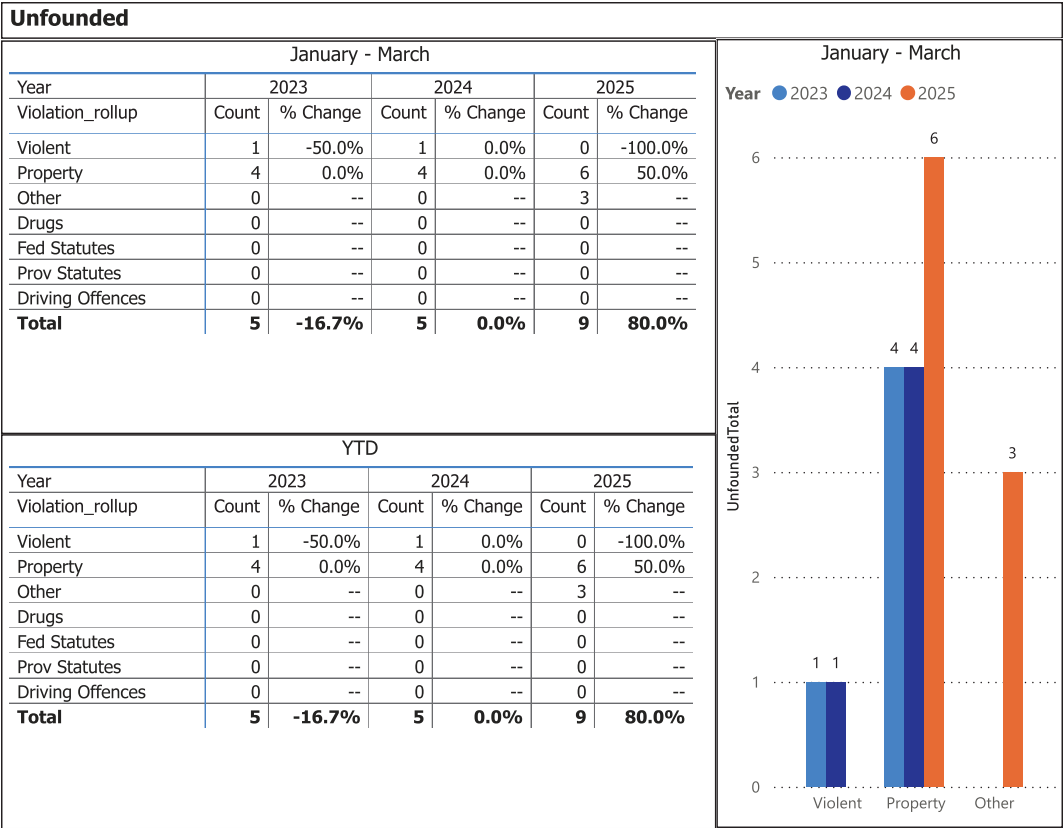 Unfounded
January - March
Year 2023 2024 2025
Violation_rollup Count % Change Count % Change Count % Change
Violent 1 -50.0% 1 0.0% 0 -100.0%
Property 4 0.0% 4 0.0% 6 50.0%
Other 0 -- 0 -- 3 --
Drugs 0 -- 0 -- 0 --
Fed Statutes 0 -- 0 -- 0 --
Prov Statutes 0 -- 0 -- 0 --
Driving Offences 0 -- 0 -- 0 --
Total 5 -16.7% 5 0.0% 9 80.0%
YTD
Year 2023 2024 2025
Violation_rollup Count % Change Count % Change Count % Change
Violent 1 -50.0% 1 0.0% 0 -100.0%
Property 4 0.0% 4 0.0% 6 50.0%
Other 0 -- 0 -- 3 --
Drugs 0 -- 0 -- 0 --
Fed Statutes 0 -- 0 -- 0 --
Prov Statutes 0 -- 0 -- 0 --
Driving Offences 0 -- 0 -- 0 --
Total 5 -16.7% 5 0.0% 9 80.0%
January - March
Year 2023 2024 2025
6
6
5
4 4
4
3
3
2
1 1
1
0
UnfoundedTotal
Violent Property Other